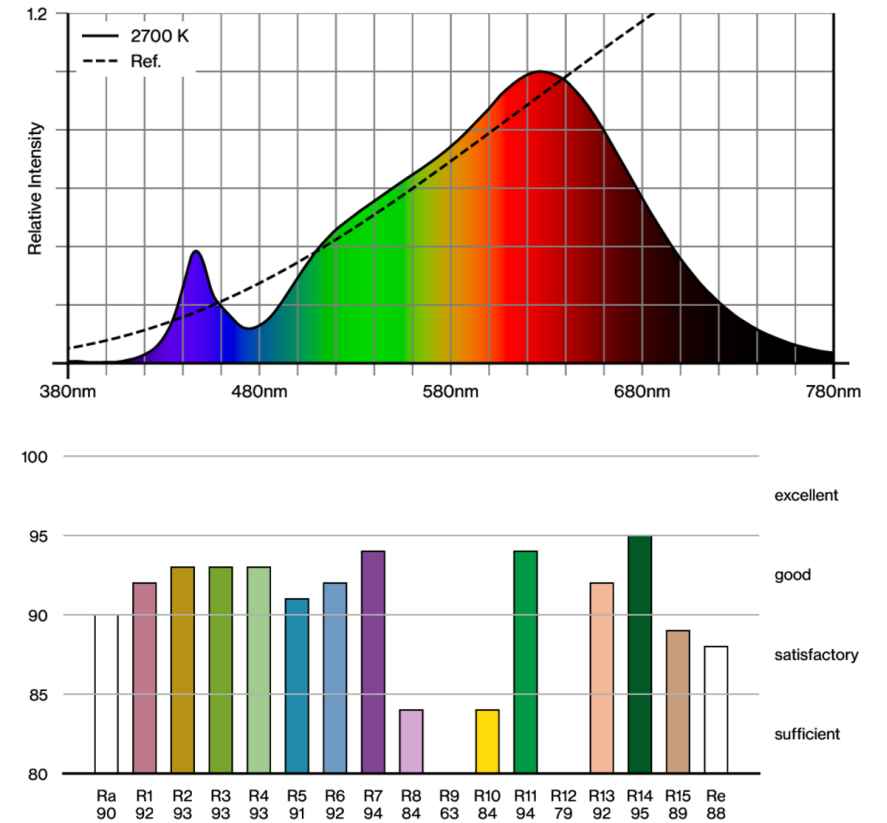 1.2
2700 K
Ref.
Relative Intensity
380nm 480nm 580nm 680nm 780nm
100
excellent
95
good
90
satisfactory
85
sufficient
80
Ra R1 R2 R3 R4 R5 R6 R7 R8 R9 R10 R11 R12 R13 R14 R15 Re
90 92 93 93 93 91 92 94 84 63 84 94 79 92 95 89 88